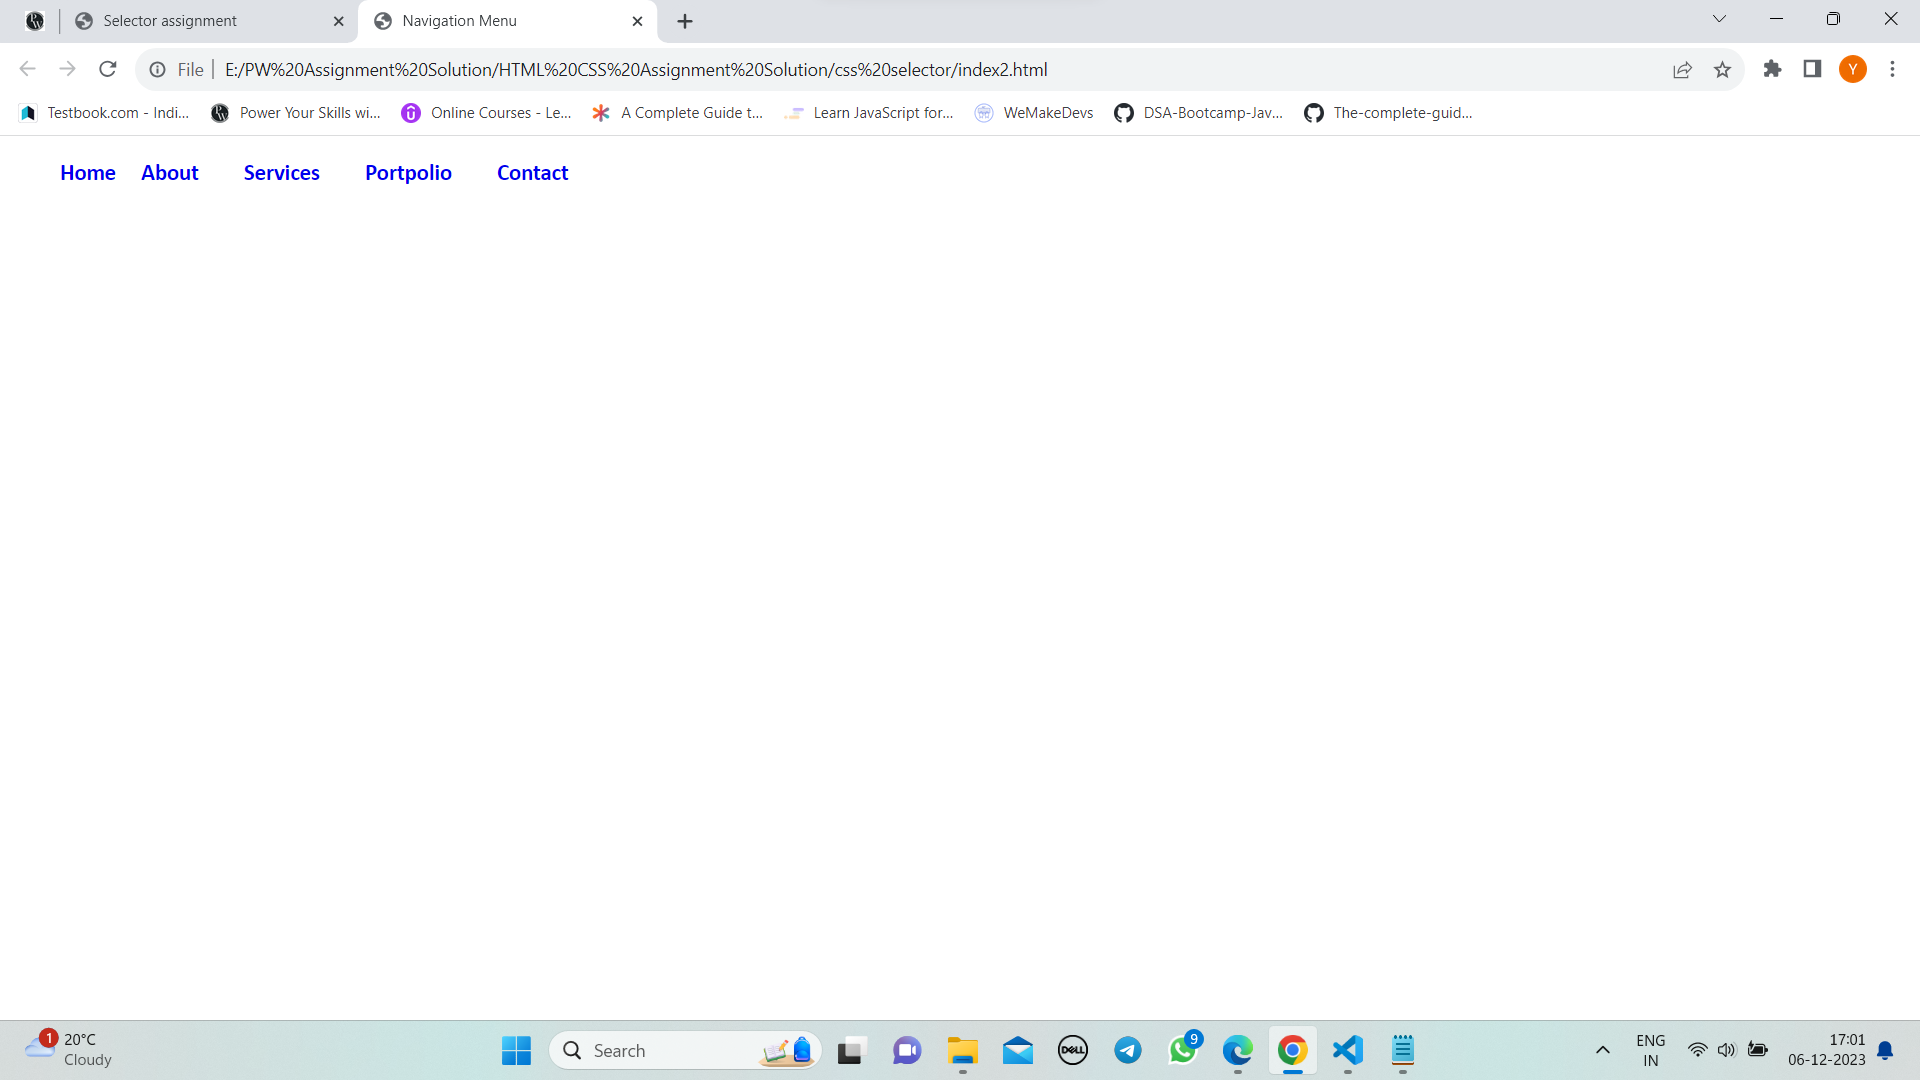 Selector assignment
Navigation Menu
File
E:/PW%20Assignment%20Solution/HTML%20CSS%20Assignment%20Solution/css%20selector/index2.html
Y
Testbook.com - Indi...
Power Your Skills wi...
Online Courses - Le...
A Complete Guide t...
Learn JavaScript for...
WeMakeDevs
DSA-Bootcamp-Jav...
The-complete-guid...
Home About Services Portpolio Contact
1
20°C
Cloudy
Search
DELL
9
ENG
IN
17:01
06-12-2023